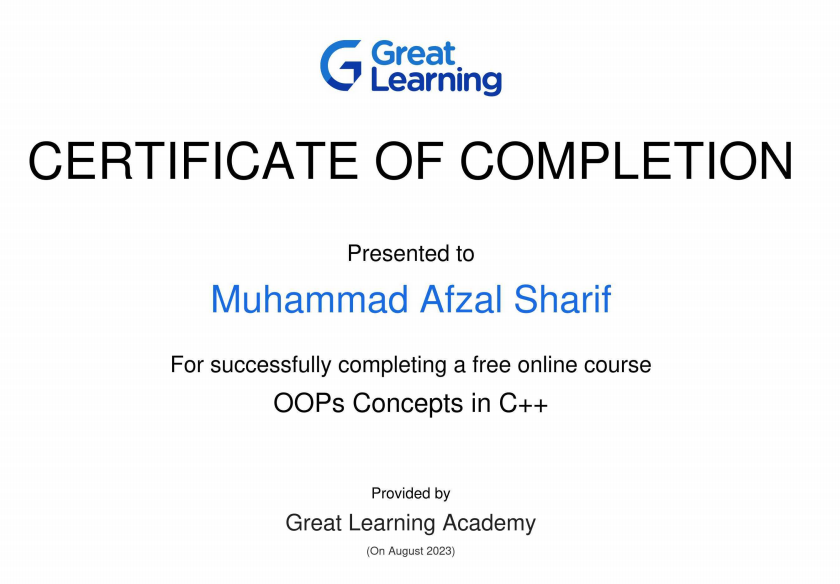 Great
Learning
CERTIFICATE OF COMPLETION
Presented to
Muhammad Afzal Sharif
For successfully completing a free online course
OOPs Concepts in C++
Provided by
Great Learning Academy
(On August 2023)